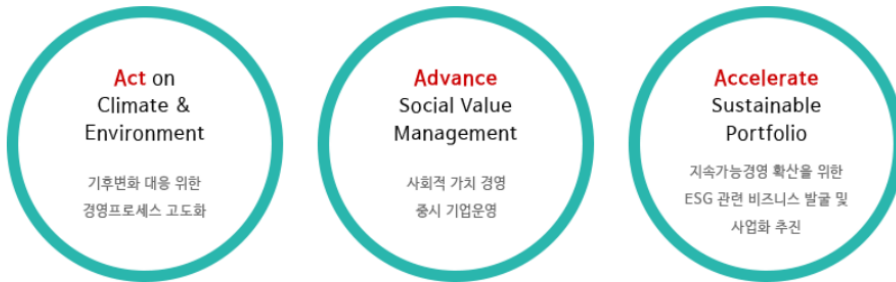 Act on
Climate &
Environment
기후변화 대응 위한
경영프로세스 고도화
Advance
Social Value
Management
사회적 가치 경영
중시 기업운영
Accelerate
Sustainable
Portfolio
지속가능경영 확산을 위한
ESG 관련 비즈니스 발굴 및
사업화 추진